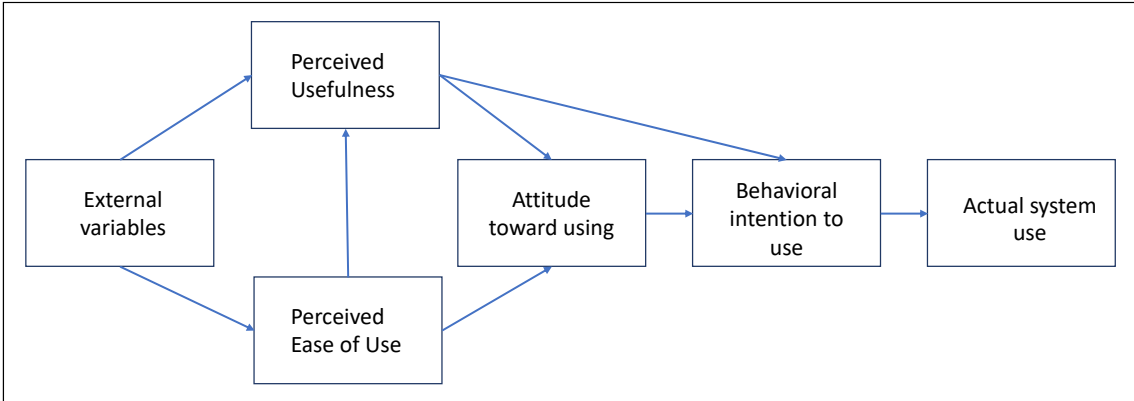 Perceived
Usefulness
External
variables
Attitude
toward using
Behavioral
intention to
use
Actual system
use
Perceived
Ease of Use